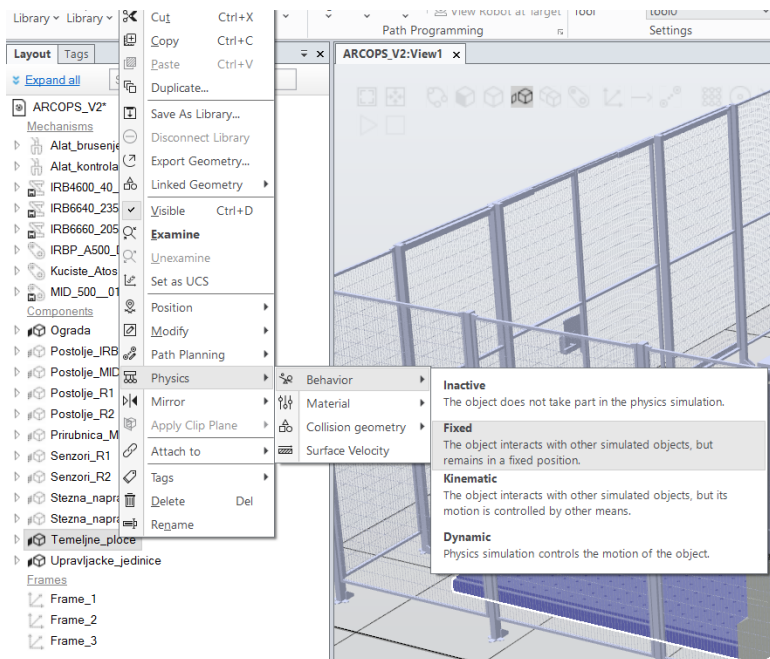 Library Library
View Robot at Target
Tool
tool0
Path Programming
Settings
Layout Tags
ARCOPS_V2:View1
Expand all
ARCOPS_V2*
Mechanisms
Alat_brusenje
Alat_kontrola
IRB4600_40_
IRB6640_235
IRB6660_205
IRBP_A500_
Kuciste_Atos
MID_500__01
Components
Ograda
Postolje_IRB
Postolje_MID
Postolje_R1
Postolje_R2
Prirubnica_M
Senzori_R1
Senzori_R2
Stezna_napra
Stezna_napra
Temeljne_ploce
Upravljacke_jedinice
Frames
Frame_1
Frame_2
Frame_3
Cut Ctrl+X
Copy Ctrl+C
Paste Ctrl+V
Duplicate...
Save As Library...
Disconnect Library
Export Geometry...
Linked Geometry
Visible Ctrl+D
Examine
Unexamine
Set as UCS
Position
Modify
Path Planning
Physics
Mirror
Apply Clip Plane
Attach to
Tags
Delete Del
Rename
Behavior
Material
Collision geometry
Surface Velocity
Inactive
The object does not take part in the physics simulation.
Fixed
The object interacts with other simulated objects, but
remains in a fixed position.
Kinematic
The object interacts with other simulated objects, but its
motion is controlled by other means.
Dynamic
Physics simulation controls the motion of the object.